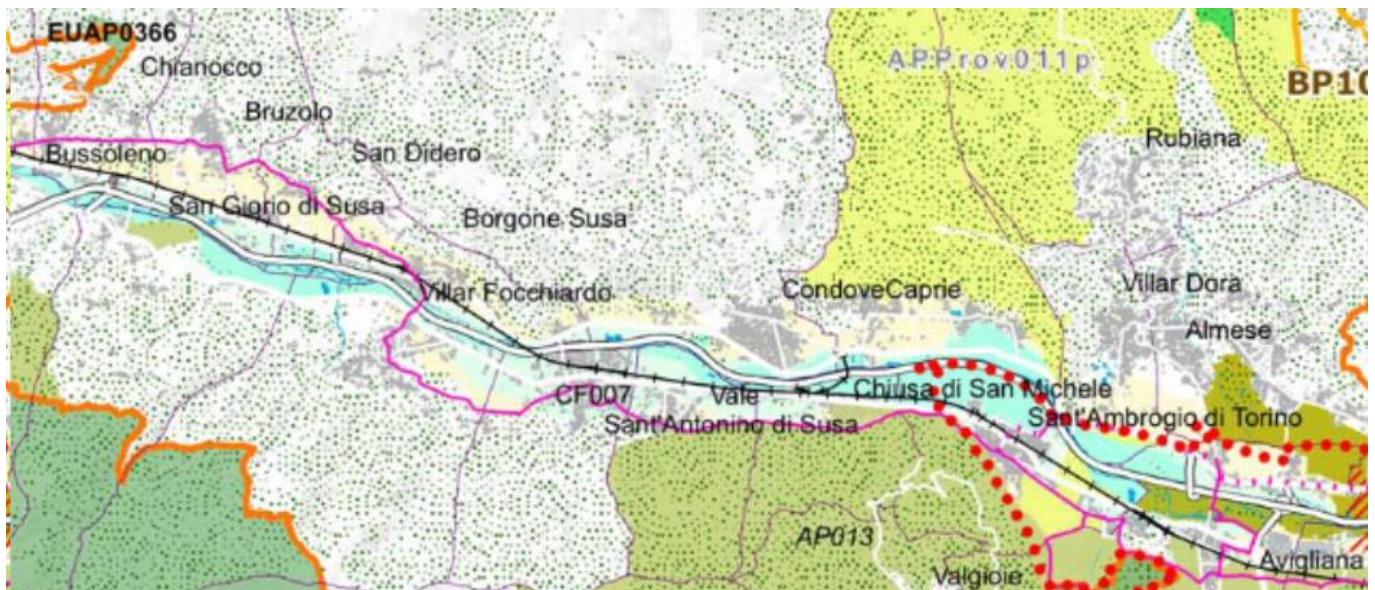 EUAP0366
Chianocco
APProv011p
BP10
Bruzolo
Rubiana
Bussoleno
San Didero
San Giorio di Susa
Borgone Susa
Villar Focchiardo
CondoveCaprie
Villar Dora
Almese
CF007
Vaie
Chiusa di San Michele
Sant'Antonino di Susa
Sant'Ambrogio di Torino
AP013
Valgioie
Avigliana